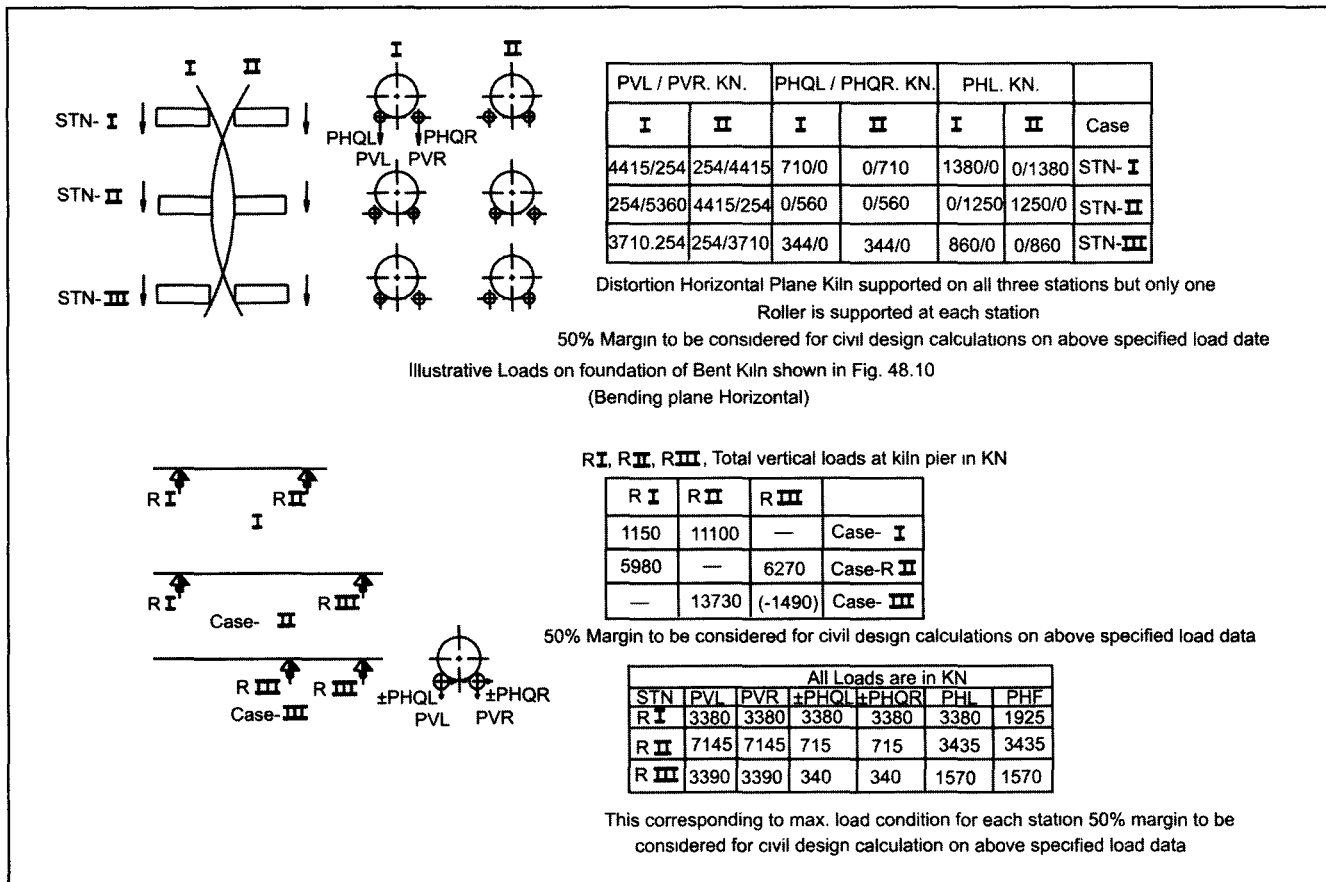 I II
STN- I
STN- II
STN- III
I II
PHQL PHQR
PVL PVR
PVL / PVR. KN. PHQL / PHQR. KN. PHL. KN.
I II I II I II Case
4415/254 254/4415 710/0 0/710 1380/0 0/1380 STN- I
254/5360 4415/254 0/560 0/560 0/1250 1250/0 STN-II
3710.254 254/3710 344/0 344/0 860/0 0/860 STN-III
Distortion Horizontal Plane Kiln supported on all three stations but only one
Roller is supported at each station
50% Margin to be considered for civil design calculations on above specified load date
Illustrative Loads on foundation of Bent Kiln shown in Fig. 48.10
(Bending plane Horizontal)
R I R II
I
R I R III
Case- II
R III R III
Case-III
±PHQL ±PHQR
PVL PVR
RI, RII, RIII, Total vertical loads at kiln pier in KN
R I R II R III
1150 11100 — Case- I
5980 — 6270 Case-R II
— 13730 (-1490) Case- III
50% Margin to be considered for civil design calculations on above specified load data
All Loads are in KN
STN PVL PVR ±PHQL ±PHQR PHL PHF
R I 3380 3380 3380 3380 3380 1925
R II 7145 7145 715 715 3435 3435
R III 3390 3390 340 340 1570 1570
This corresponding to max. load condition for each station 50% margin to be
considered for civil design calculation on above specified load data